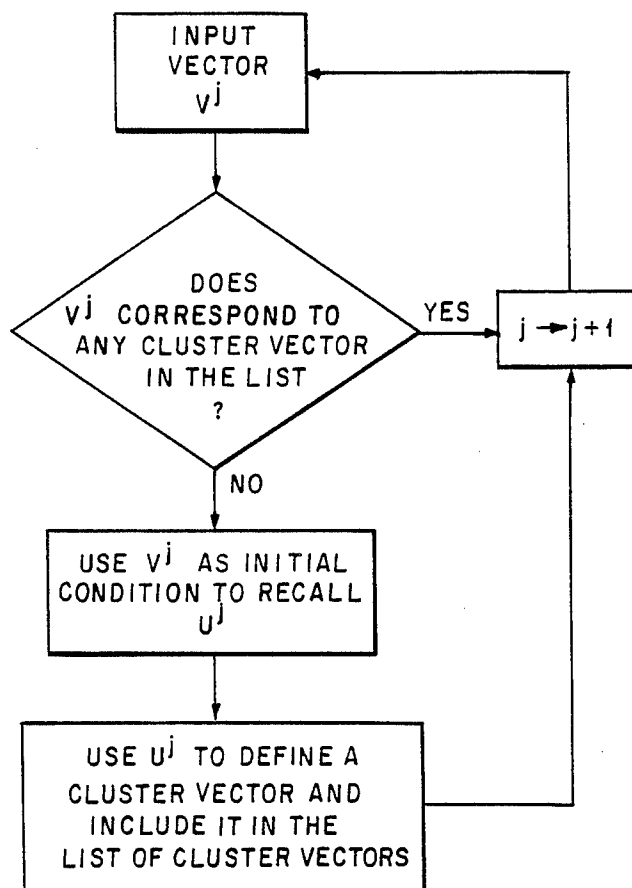 INPUT
VECTOR
V^j
DOES
V^j CORRESPOND TO
ANY CLUSTER VECTOR
IN THE LIST
?
YES
j → j+1
NO
USE V^j AS INITIAL
CONDITION TO RECALL
U^j
USE U^j TO DEFINE A
CLUSTER VECTOR AND
INCLUDE IT IN THE
LIST OF CLUSTER VECTORS